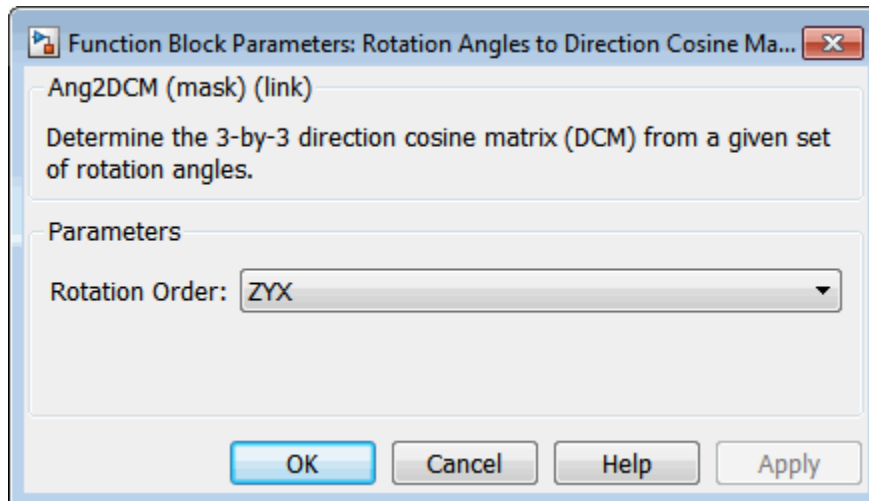 Function Block Parameters: Rotation Angles to Direction Cosine Ma...
Ang2DCM (mask) (link)
Determine the 3-by-3 direction cosine matrix (DCM) from a given set
of rotation angles.
Parameters
Rotation Order: ZYX
OK Cancel Help Apply